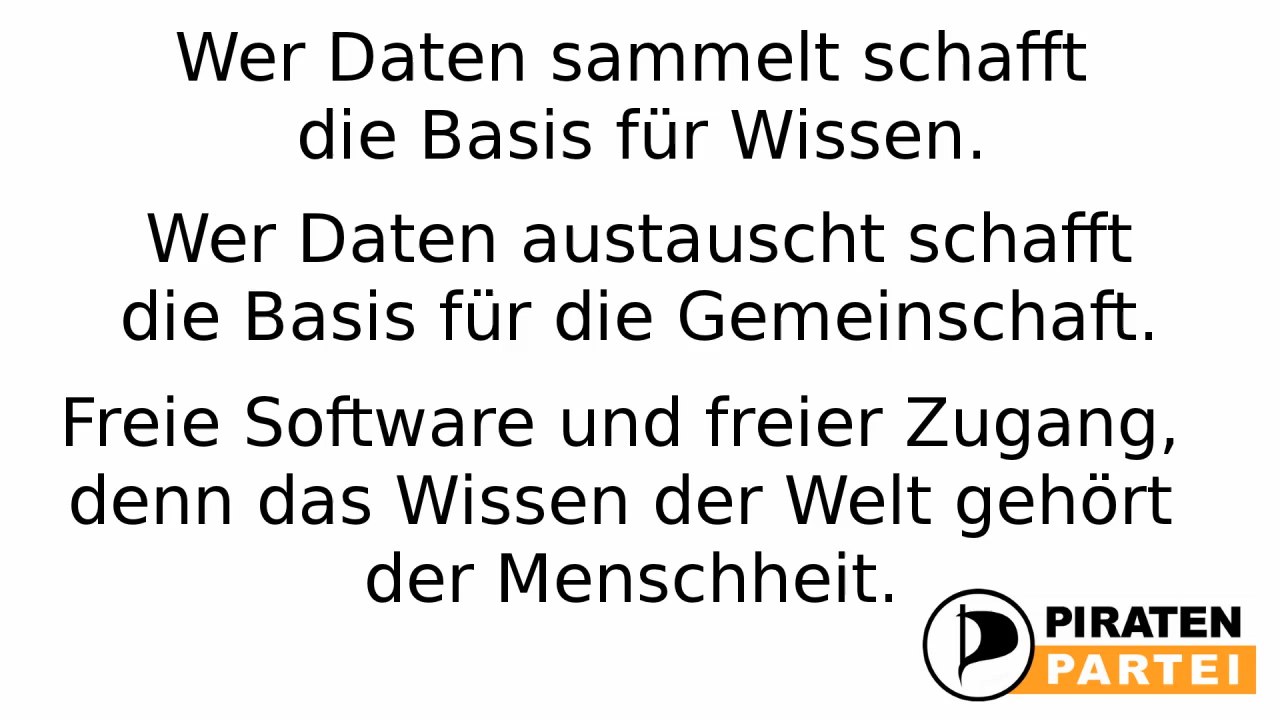 Wer Daten sammelt schafft
die Basis für Wissen.
Wer Daten austauscht schafft
die Basis für die Gemeinschaft.
Freie Software und freier Zugang,
denn das Wissen der Welt gehört
der Menschheit.
PIRATEN
PARTEI